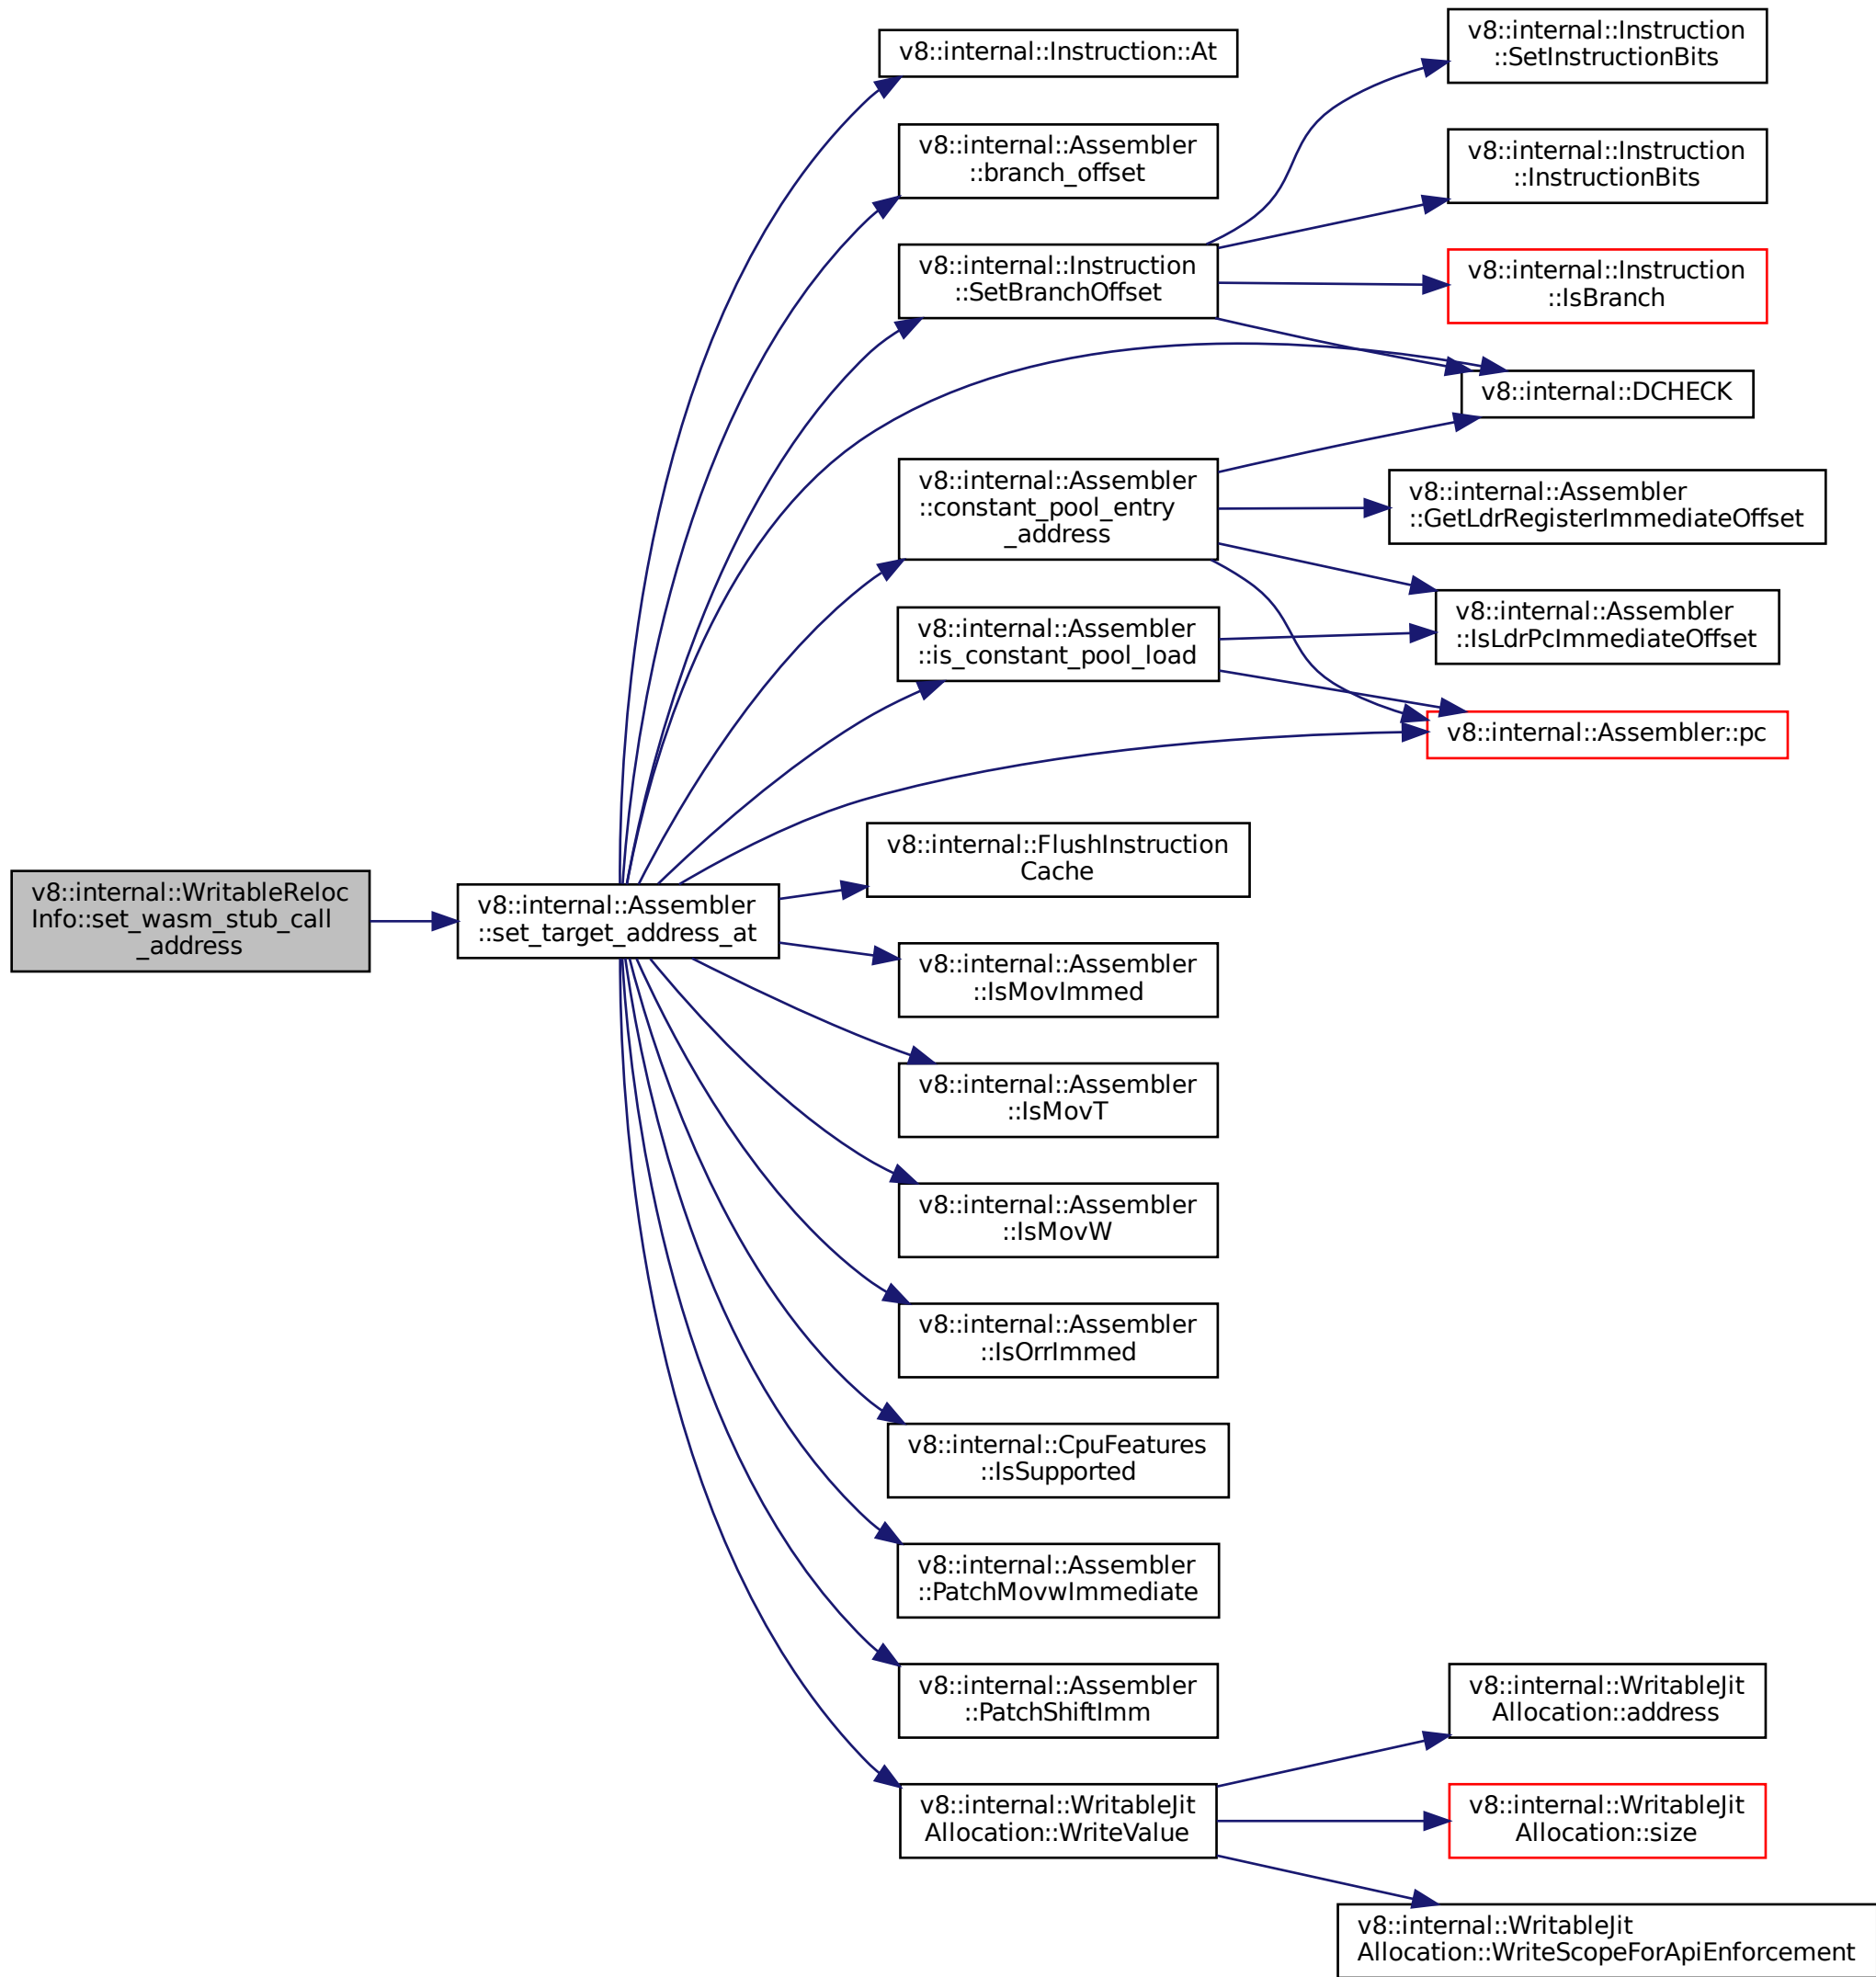 v8::internal::WritableReloc
Info::set_wasm_stub_call
_address
v8::internal::Assembler
::set_target_address_at
v8::internal::Instruction::At
v8::internal::Assembler
::branch_offset
v8::internal::Instruction
::SetBranchOffset
v8::internal::Assembler
::constant_pool_entry
_address
v8::internal::Assembler
::is_constant_pool_load
v8::internal::FlushInstruction
Cache
v8::internal::Assembler
::IsMovImmed
v8::internal::Assembler
::IsMovT
v8::internal::Assembler
::IsMovW
v8::internal::Assembler
::IsOrrImmed
v8::internal::CpuFeatures
::IsSupported
v8::internal::Assembler
::PatchMovwImmediate
v8::internal::Assembler
::PatchShiftImm
v8::internal::WritableJit
Allocation::WriteValue
v8::internal::Instruction
::SetInstructionBits
v8::internal::Instruction
::InstructionBits
v8::internal::Instruction
::IsBranch
v8::internal::DCHECK
v8::internal::Assembler
::GetLdrRegisterImmediateOffset
v8::internal::Assembler
::IsLdrPcImmediateOffset
v8::internal::Assembler::pc
v8::internal::WritableJit
Allocation::address
v8::internal::WritableJit
Allocation::size
v8::internal::WritableJit
Allocation::WriteScopeForApiEnforcement